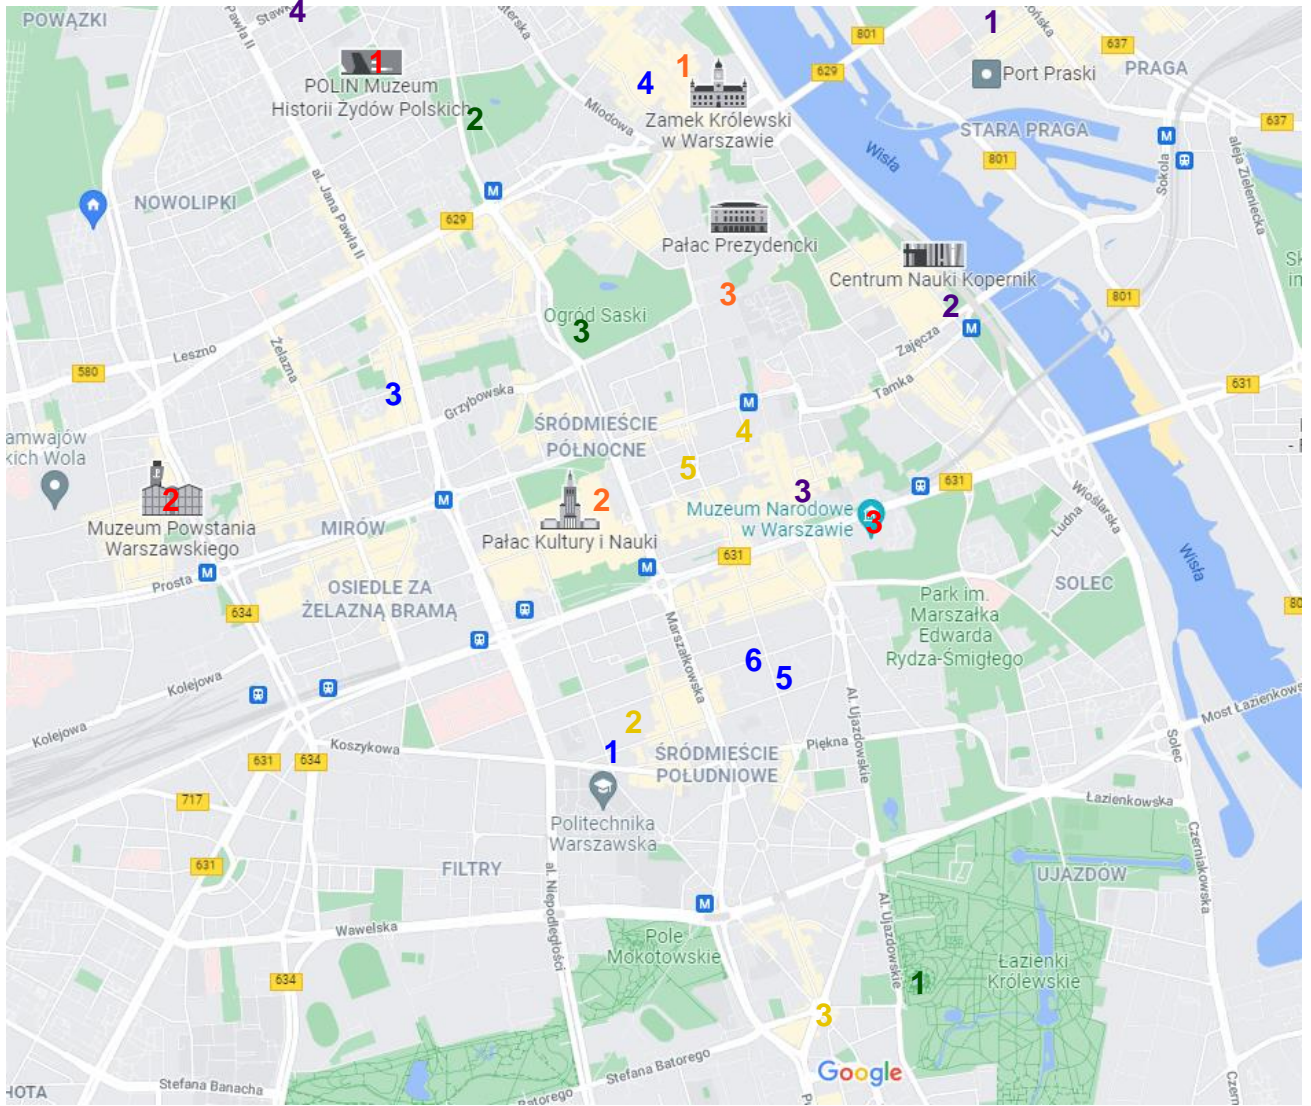 POWĄZKI
Stawki
4
Pawła II
1
POLIN Muzeum
Historii Żydów Polskich
2
4
1
Miodowa
Zamek Królewski
w Warszawie
801
629
1
637
Port Praski
PRAGA
STARA PRAGA
801
637
M
Sokola
aleja Zieleniecka
Wisła
NOWOLIPKI
al. Jana Pawła II
M
629
Pałac Prezydencki
Centrum Nauki Kopernik
2
M
801
3
Ogród Saski
3
Leszno
580
Żelazna
3
Grzybowska
Zajęcza
Tamka
631
ŚRÓDMIEŚCIE
PÓŁNOCNE
M
4
5
amwajów
kich Wola
2
Muzeum Powstania
Warszawskiego
M
MIRÓW
2
Pałac Kultury i Nauki
3
Muzeum Narodowe
w Warszawie
3
631
Wioślarska
Ludna
Wisła
Prosta
M
634
OSIEDLE ZA
ŻELAZNĄ BRAMĄ
M
631
SOLEC
Park im.
Marszałka
Edwarda
Rydza-Śmigłego
80
Marszałkowska
6
5
Al. Ujazdowskie
Kolejowa
Kolejowa
Most Łazienkows
Solec
2
1
Koszykowa
ŚRÓDMIEŚCIE
POŁUDNIOWE
Piękna
631
634
717
Politechnika
Warszawska
Łazienkowska
Czerniakowska
631
FILTRY
al. Niepodległości
UJAZDÓW
M
Al. Ujazdowskie
Wawelska
Pole
Mokotowskie
634
1
Łazienki
Królewskie
3
Stefana Batorego
Google
HOTA
Stefana Banacha
Batorego
Czern